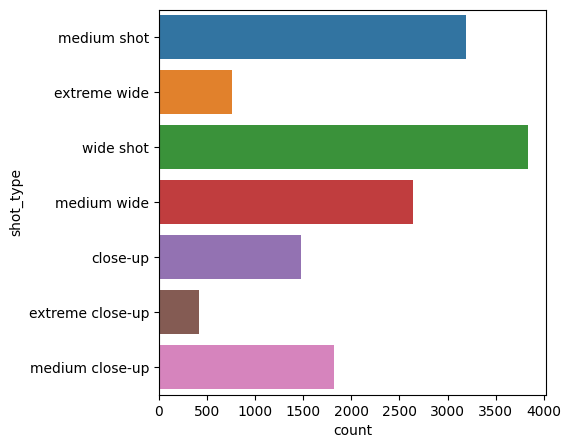 medium shot
extreme wide
wide shot
medium wide
close-up
extreme close-up
medium close-up
shot_type
0 500 1000 1500 2000 2500 3000 3500 4000
count